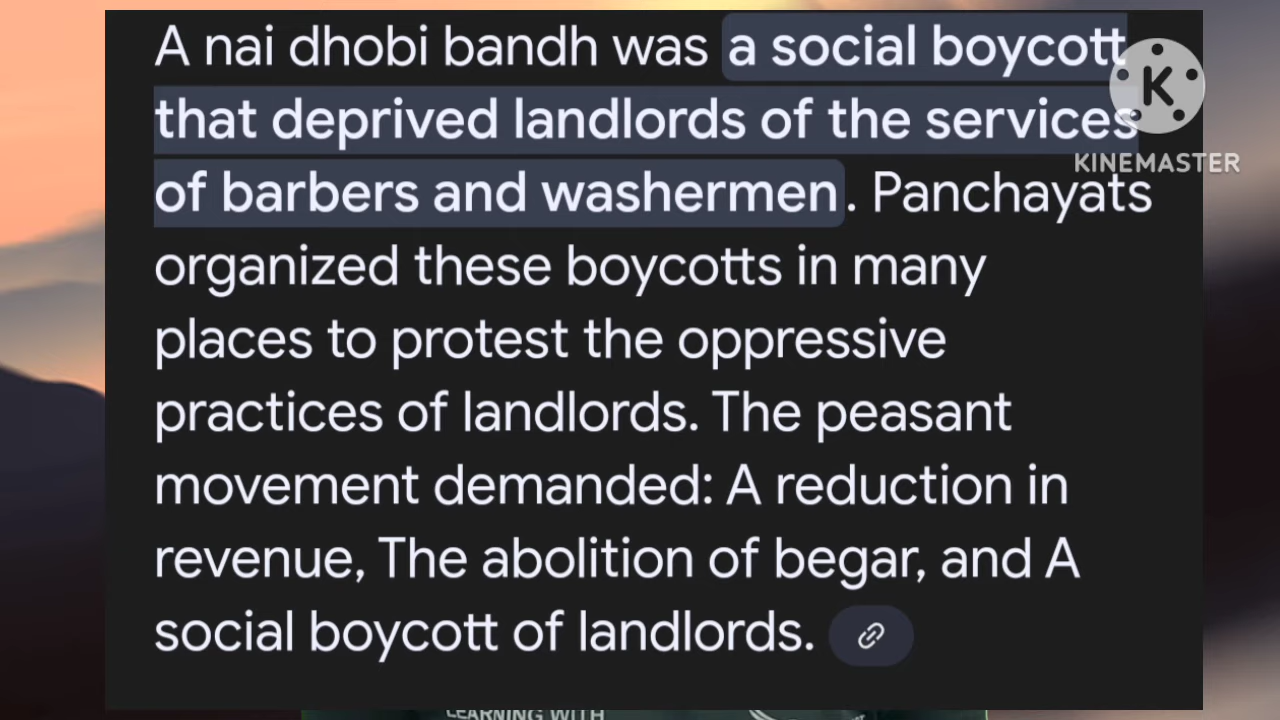 A nai dhobi bandh was a social boycott
that deprived landlords of the services
of barbers and washermen. Panchayats
organized these boycotts in many
places to protest the oppressive
practices of landlords. The peasant
movement demanded: A reduction in
revenue, The abolition of begar, and A
social boycott of landlords.
K
KINEMASTER
LEARNING WITH